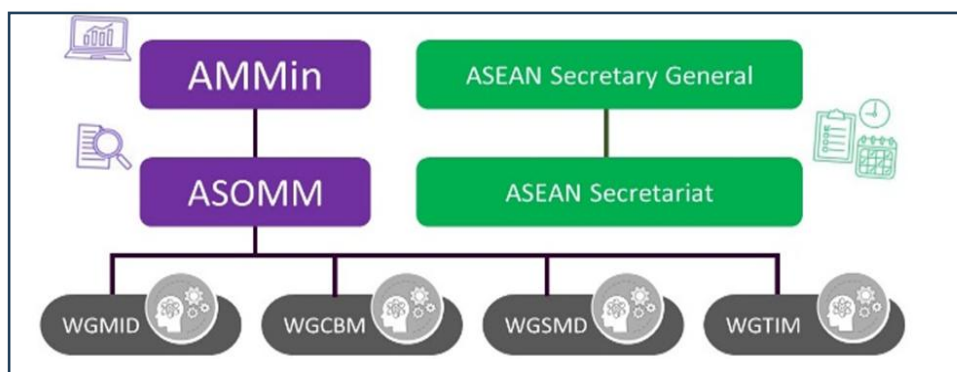 AMMin
ASEAN Secretary General
ASOMM
ASEAN Secretariat
WGMID
WGCBM
WGSMD
WGTIM